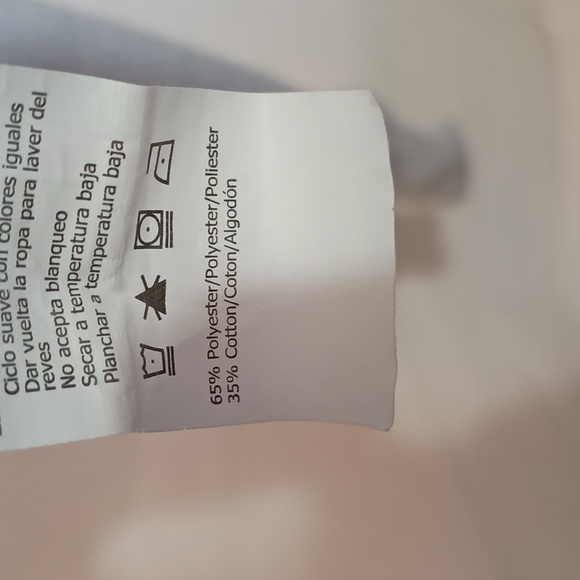 Ciclo suave con colores iguales
Dar vuelta la ropa para laver del
reves
No acepta blanqueo
Secar a temperatura baja
Planchar a temperatura baja
65% Polyester/Polyester/Poliester
35% Cotton/Coton/Algodón